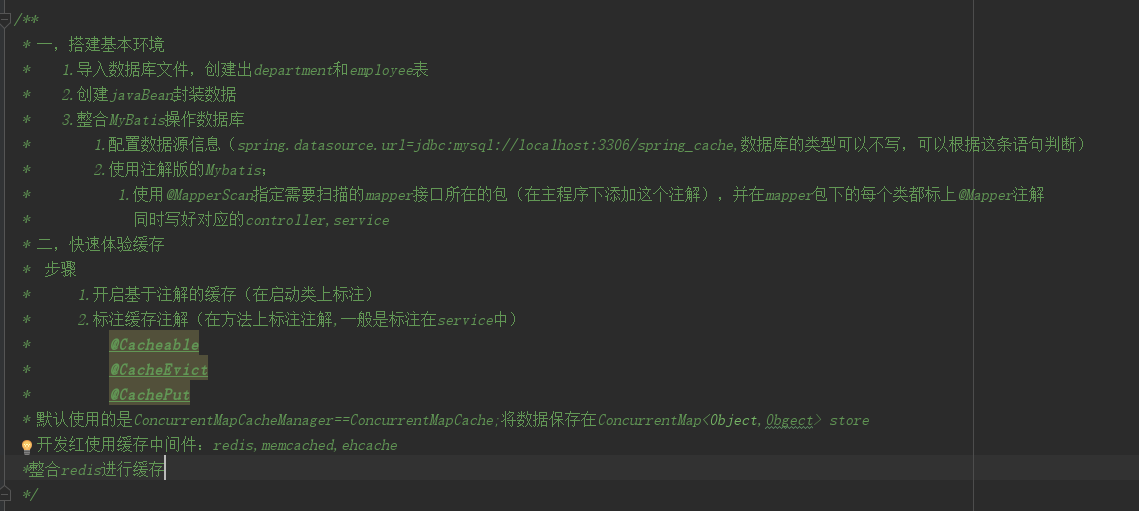 /**
* 一，搭建基本环境
* 1.导入数据库文件，创建出department和employee表
* 2.创建javaBean封装数据
* 3.整合MyBatis操作数据库
* 1.配置数据源信息（spring.datasource.url=jdbc:mysql://localhost:3306/spring_cache,数据库的类型可以不写，可以根据这条语句判断）
* 2.使用注解版的Mybatis；
* 1.使用@MapperScan指定需要扫描的mapper接口所在的包（在主程序下添加这个注解），并在mapper包下的每个类都标上@Mapper注解
* 同时写好对应的controller,service
* 二，快速体验缓存
* 步骤
* 1.开启基于注解的缓存（在启动类上标注）
* 2.标注缓存注解（在方法上标注注解,一般是标注在service中）
* @Cacheable
* @CacheEvict
* @CachePut
* 默认使用的是ConcurrentMapCacheManager==ConcurrentMapCache;将数据保存在ConcurrentMap<Object,Obgect> store
开发红使用缓存中间件：redis,memcached,ehcache
*整合redis进行缓存
*/